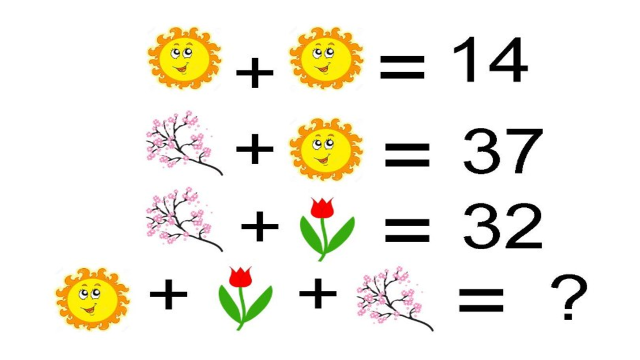 + = 14
+ = 37
+ = 32
+ + = ?